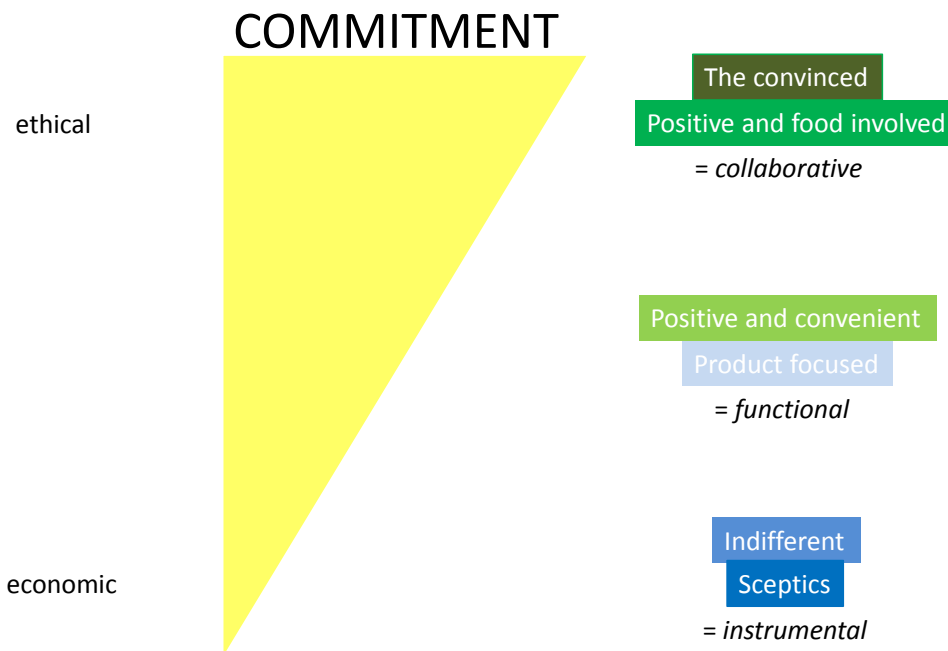 COMMITMENT
ethical
The convinced
Positive and food involved
= collaborative
Positive and convenient
Product focused
= functional
economic
Indifferent
Sceptics
= instrumental